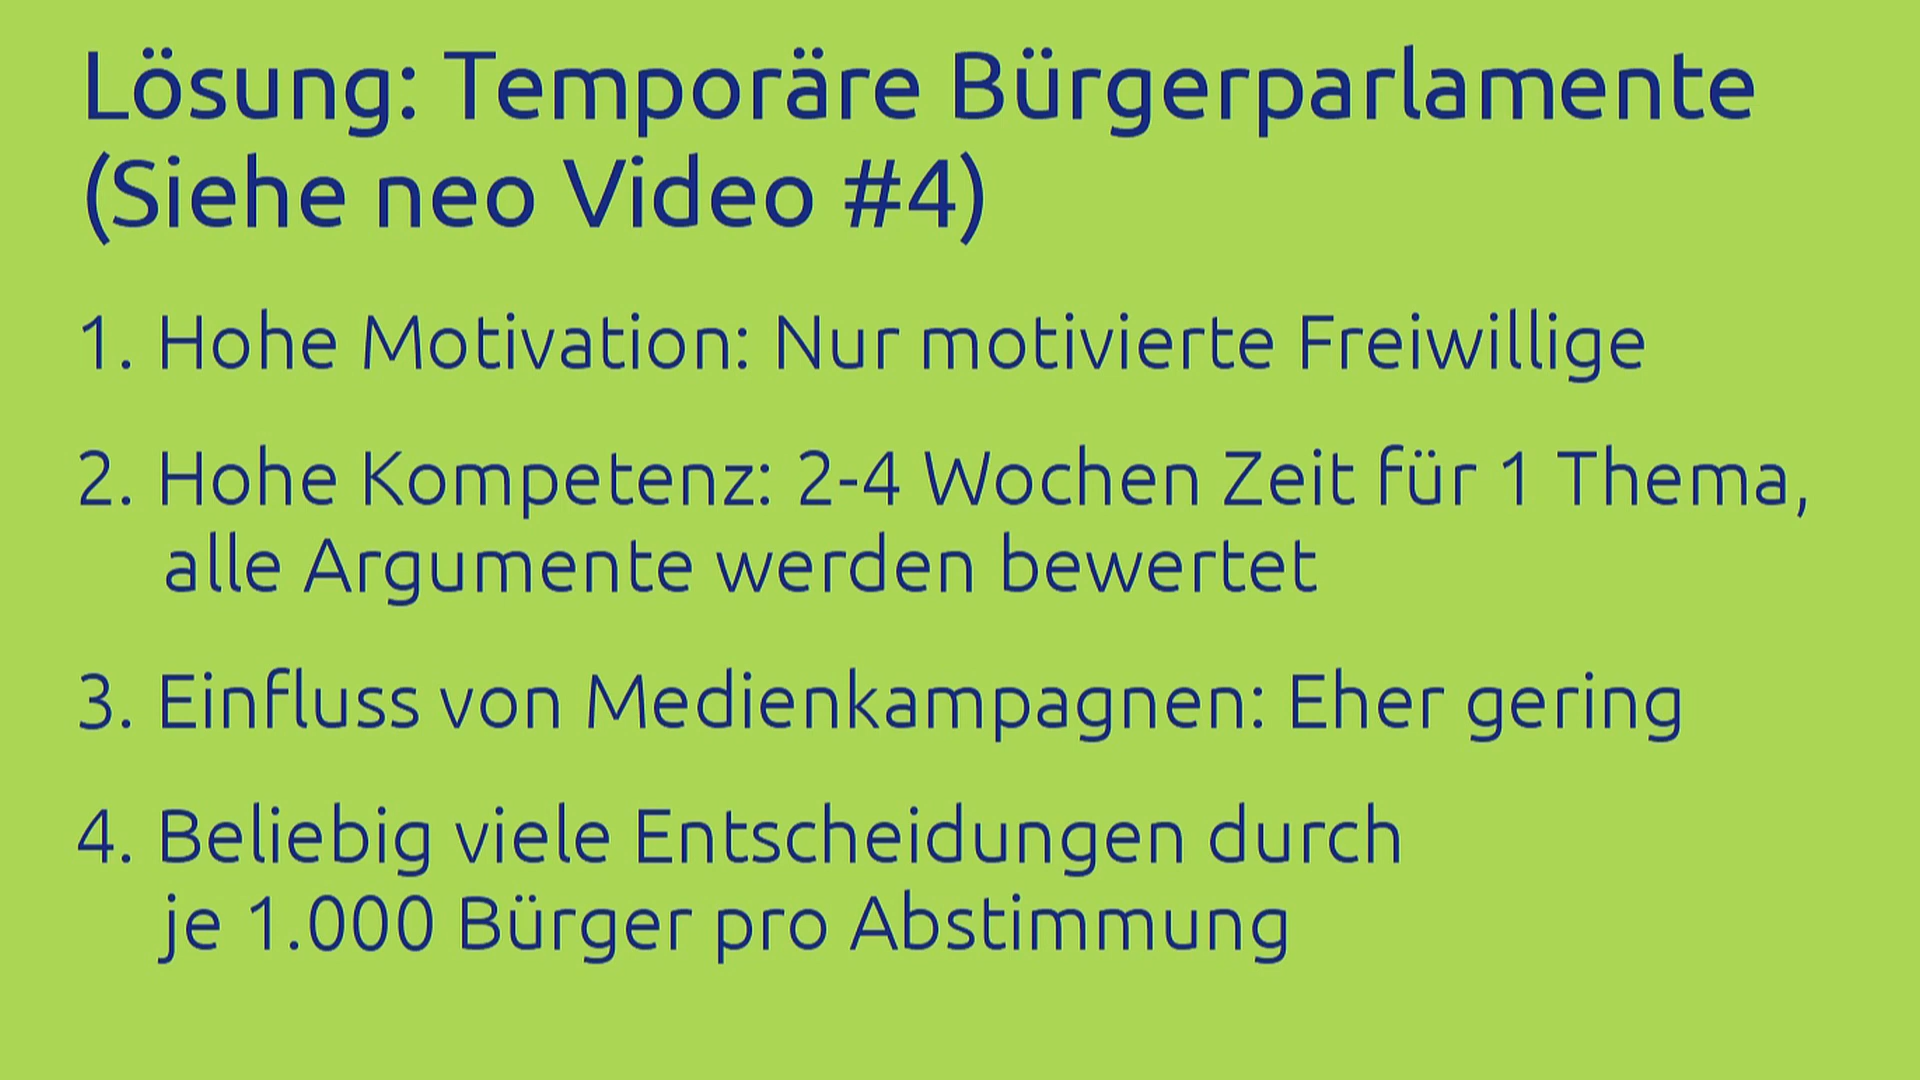 Lösung: Temporäre Bürgerparlamente
(Siehe neo Video #4)
1. Hohe Motivation: Nur motivierte Freiwillige
2. Hohe Kompetenz: 2-4 Wochen Zeit für 1 Thema,
alle Argumente werden bewertet
3. Einfluss von Medienkampagnen: Eher gering
4. Beliebig viele Entscheidungen durch
je 1.000 Bürger pro Abstimmung